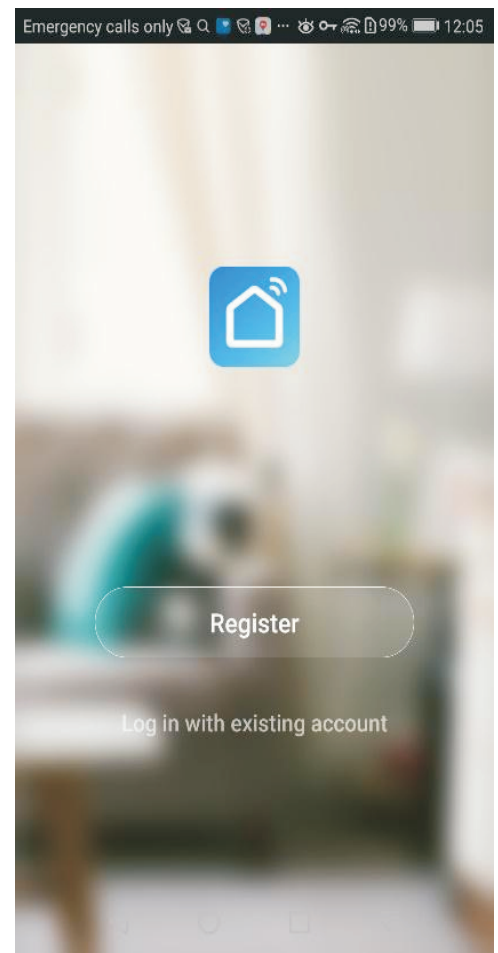 Emergency calls only 99% 12:05
Register
Log in with existing account